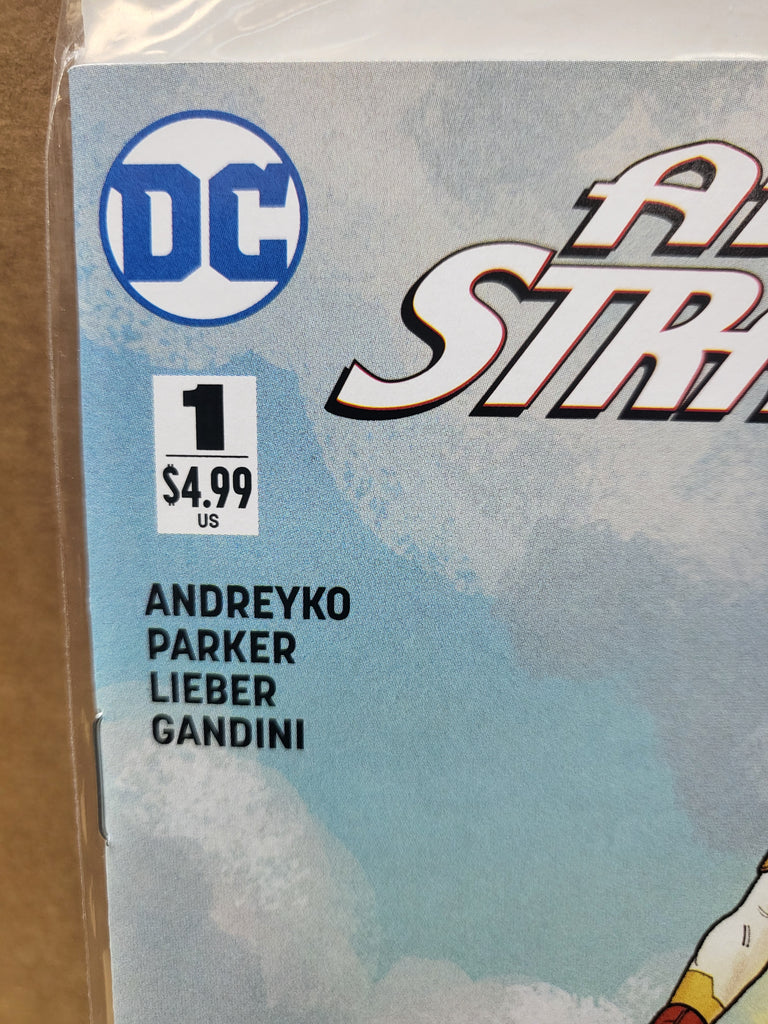 DC
1
$4.99
US
ANDREYKO
PARKER
LIEBER
GANDINI